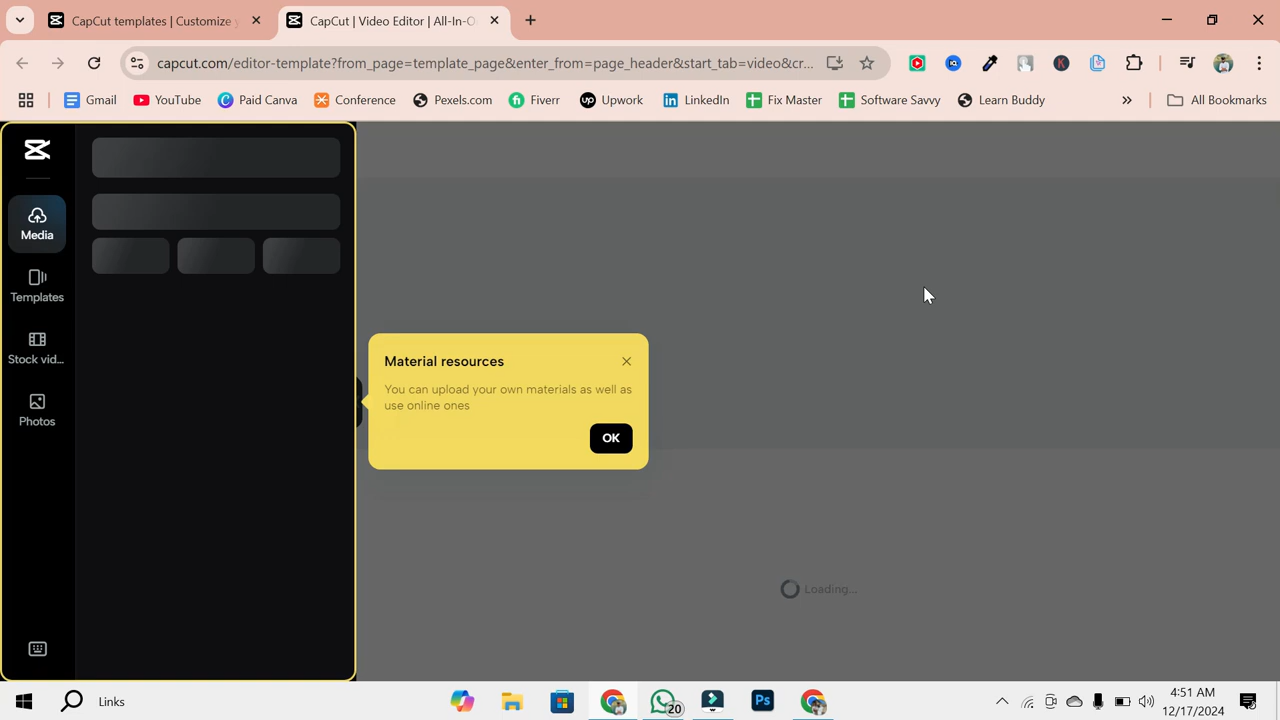 CapCut templates | Customize y
CapCut | Video Editor | All-In-O
capcut.com/editor-template?from_page=template_page&enter_from=page_header&start_tab=video&cr...
Gmail
YouTube
Paid Canva
Conference
Pexels.com
Fiverr
Upwork
LinkedIn
Fr. Master
Software Savvy
Learn Buddy
All Bookmarks
Media
Templates
Stock vid...
Photos
Material resources
You can upload your own materials as well as
use online ones
OK
Loading...
Links
20
Ps
4:51 AM
12/17/2024